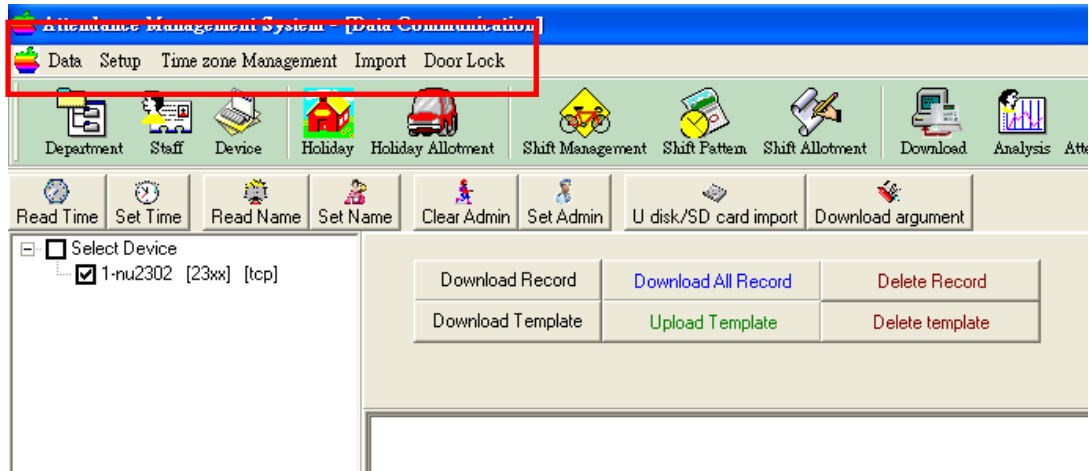 Attendance Management System - [Data Communication]
Data Setup Time zone Management Import Door Lock
Department Staff Device Holiday Holiday Allotment Shift Management Shift Pattern Shift Allotment Download Analysis Atte
Read Time Set Time Read Name Set Name Clear Admin Set Admin U disk/SD card import Download argument
Select Device
1-nu2302 [23xx] [tcp]
Download Record Download All Record Delete Record
Download Template Upload Template Delete template